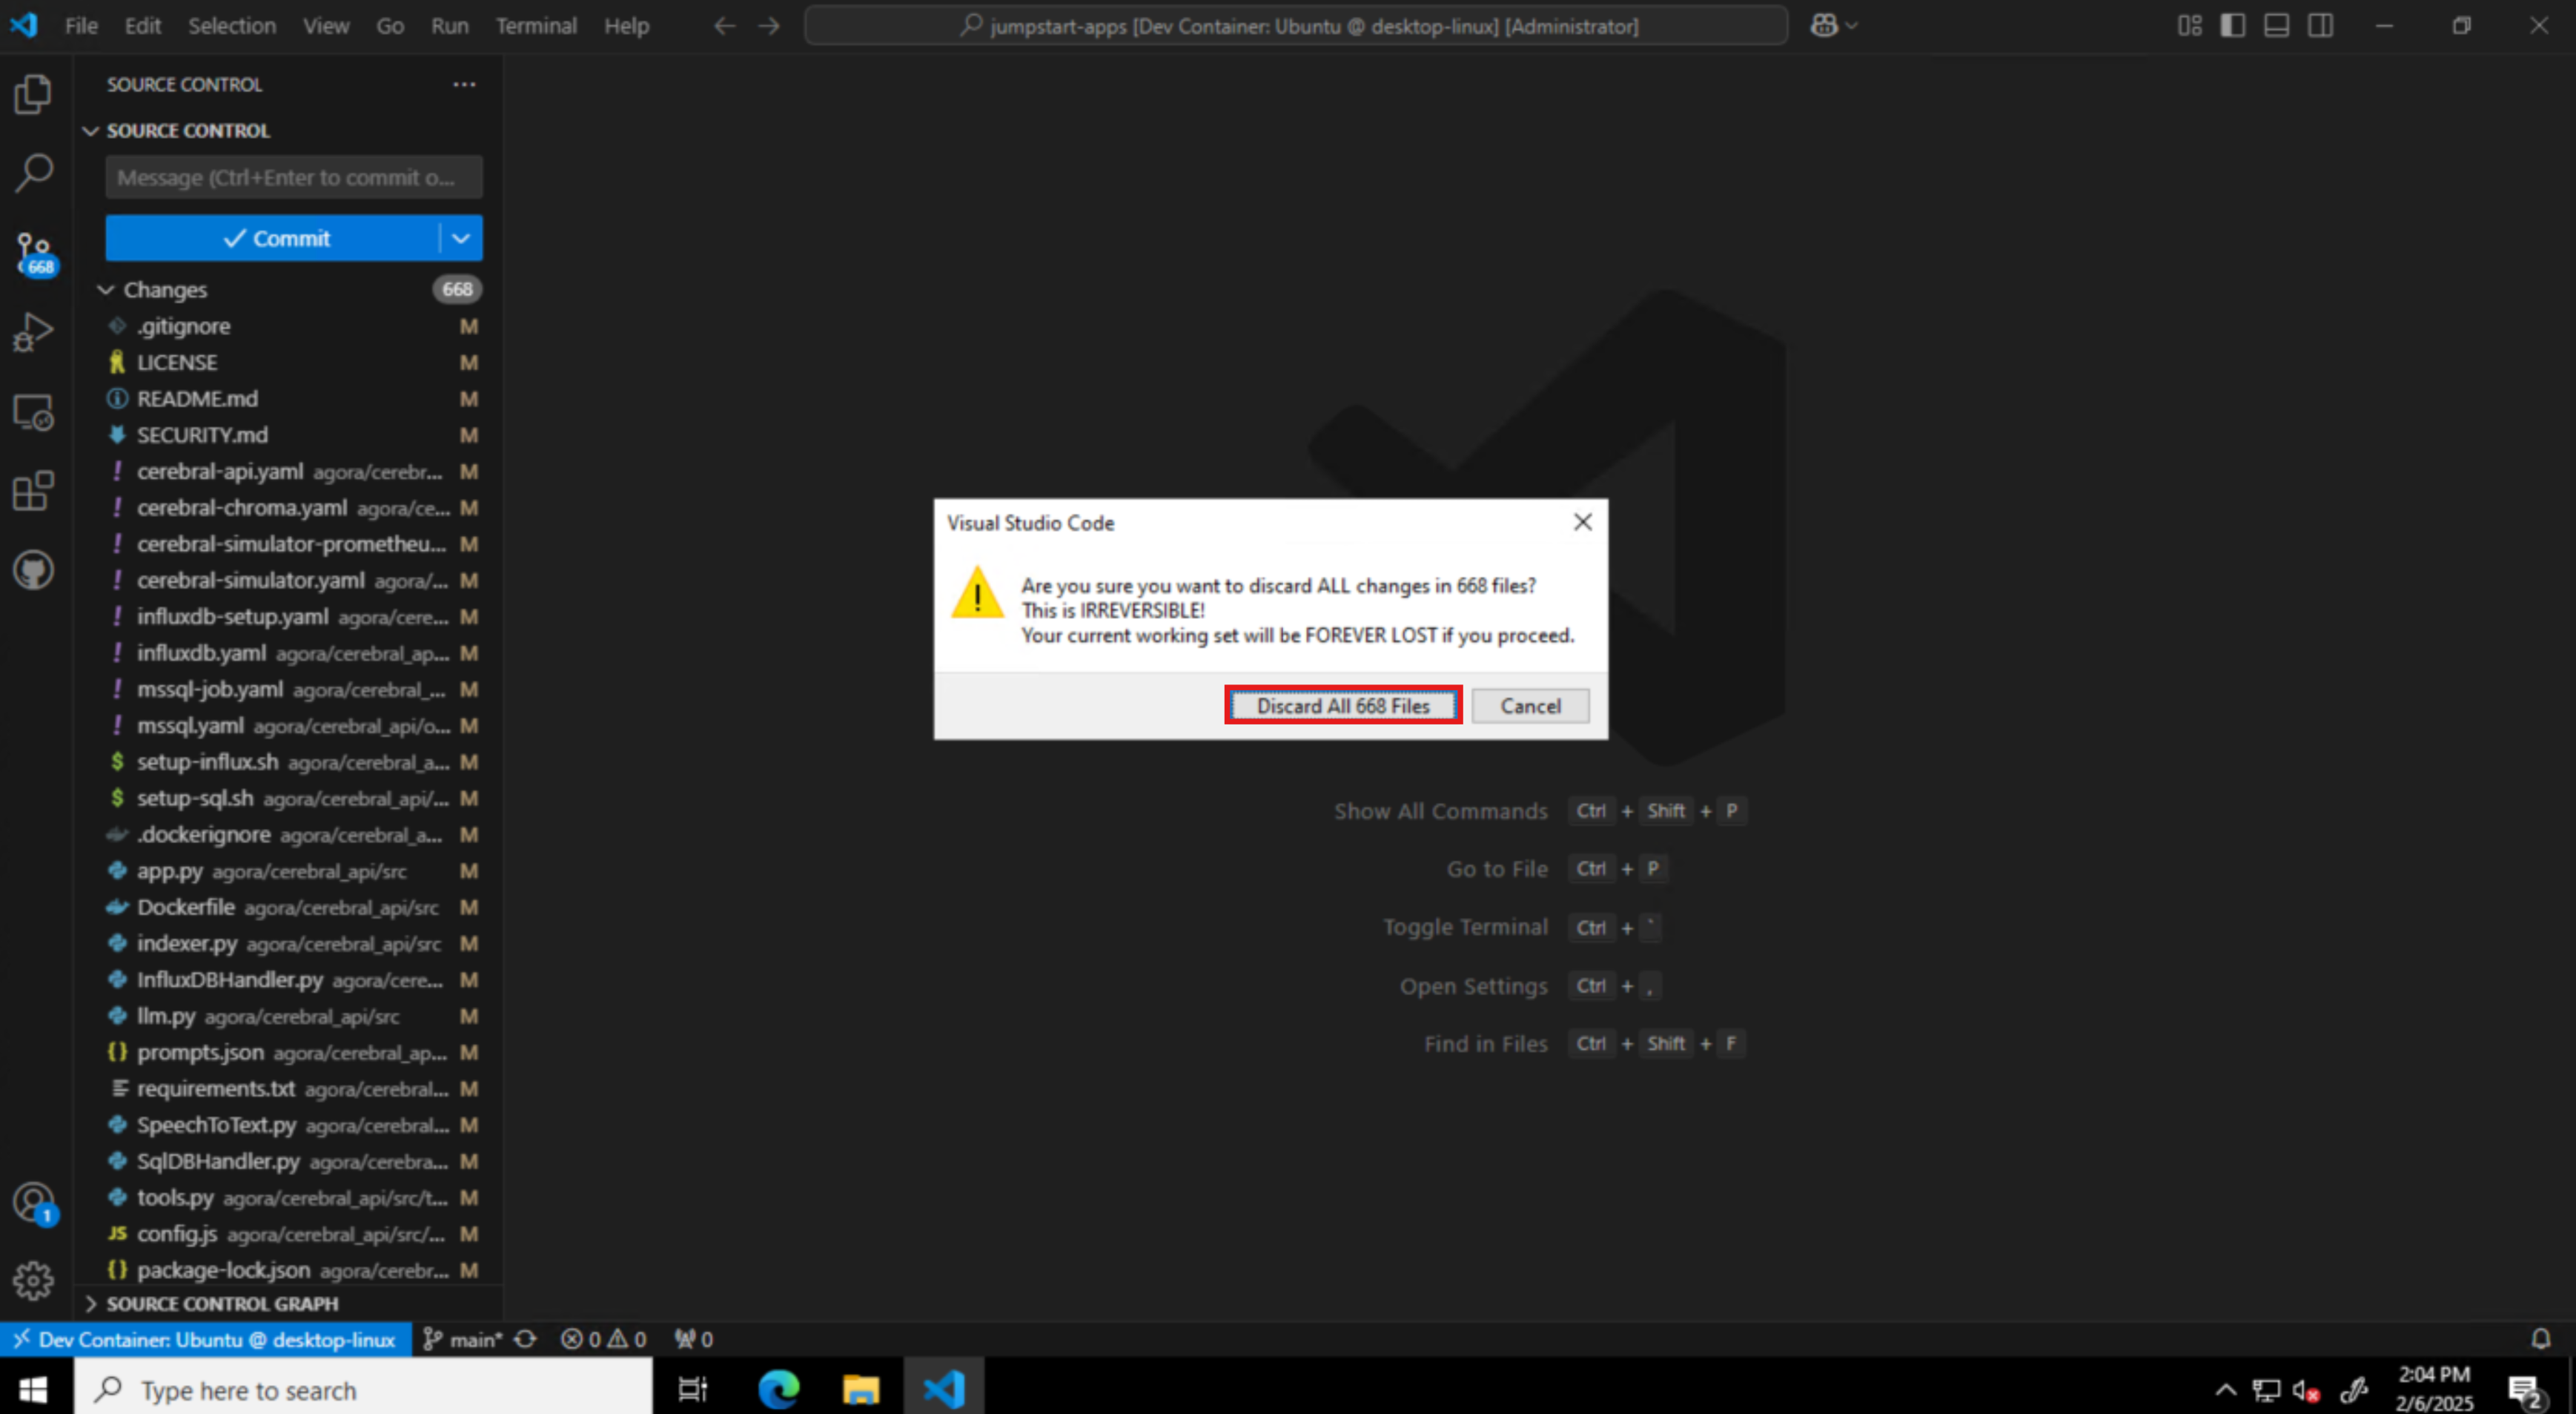 File Edit Selection View Go Run Terminal Help
jumpstart-apps [Dev Container: Ubuntu @ desktop-linux] [Administrator]
SOURCE CONTROL
SOURCE CONTROL
Message (Ctrl+Enter to commit o...
Commit
668
Changes 668
.gitignore M
LICENSE M
README.md M
SECURITY.md M
cerebral-api.yaml agora/cerebr... M
cerebral-chroma.yaml agora/ce... M
cerebral-simulator-prometheu... M
cerebral-simulator.yaml agora/... M
influxdb-setup.yaml agora/cere... M
influxdb.yaml agora/cerebral_ap... M
mssql-job.yaml agora/cerebral_... M
mssql.yaml agora/cerebral_api/o... M
setup-influx.sh agora/cerebral_a... M
setup-sql.sh agora/cerebral_api/... M
.dockerignore agora/cerebral_a... M
app.py agora/cerebral_api/src M
Dockerfile agora/cerebral_api/src M
indexer.py agora/cerebral_api/src M
InfluxDBHandler.py agora/cere... M
llm.py agora/cerebral_api/src M
{} prompts.json agora/cerebral_ap... M
requirements.txt agora/cerebral... M
SpeechToText.py agora/cerebral... M
SqlDBHandler.py agora/cerebra... M
tools.py agora/cerebral_api/src/t... M
JS config.js agora/cerebral_api/src/... M
{} package-lock.json agora/cerebr... M
SOURCE CONTROL GRAPH
1
Visual Studio Code
Are you sure you want to discard ALL changes in 668 files?
This is IRREVERSIBLE!
Your current working set will be FOREVER LOST if you proceed.
Discard All 668 Files Cancel
Show All Commands Ctrl + Shift + P
Go to File Ctrl + P
Toggle Terminal Ctrl + `
Open Settings Ctrl + ,
Find in Files Ctrl + Shift + F
Dev Container: Ubuntu @ desktop-linux main* 0 0 0
Type here to search
2:04 PM
2/6/2025
2